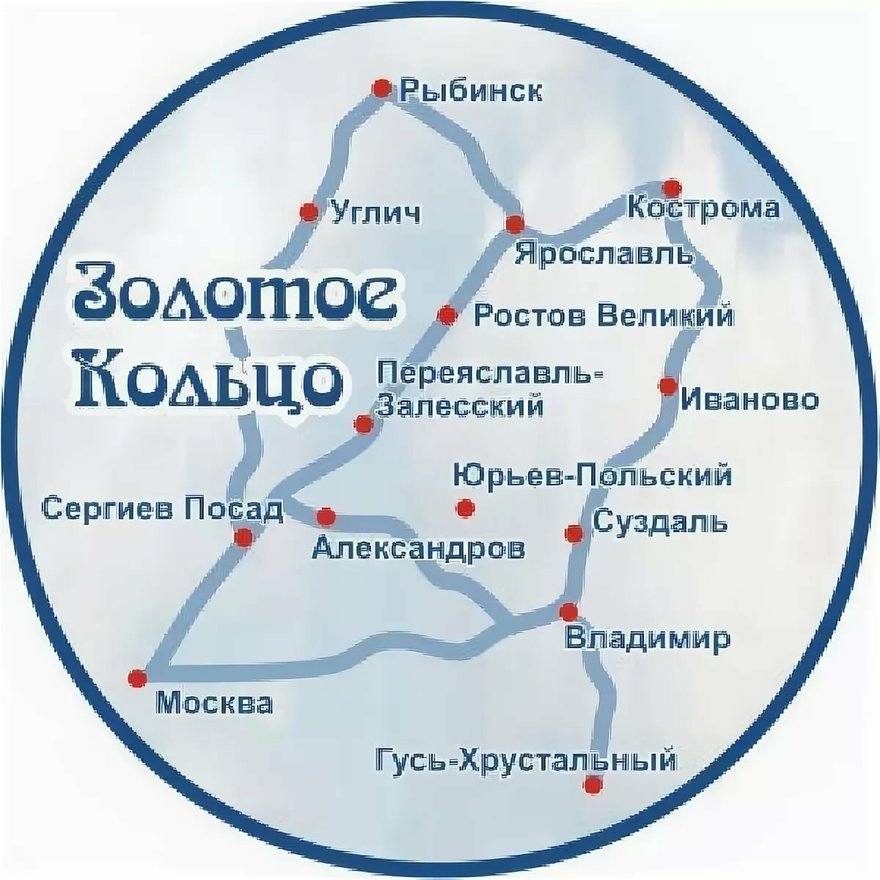 Рыбинск
Углич
Кострома
Ярославль
Золотое
Кольцо
Ростов Великий
Переяславль-
Залесский
Иваново
Юрьев-Польский
Сергиев Посад
Суздаль
Александров
Владимир
Москва
Гусь-Хрустальный